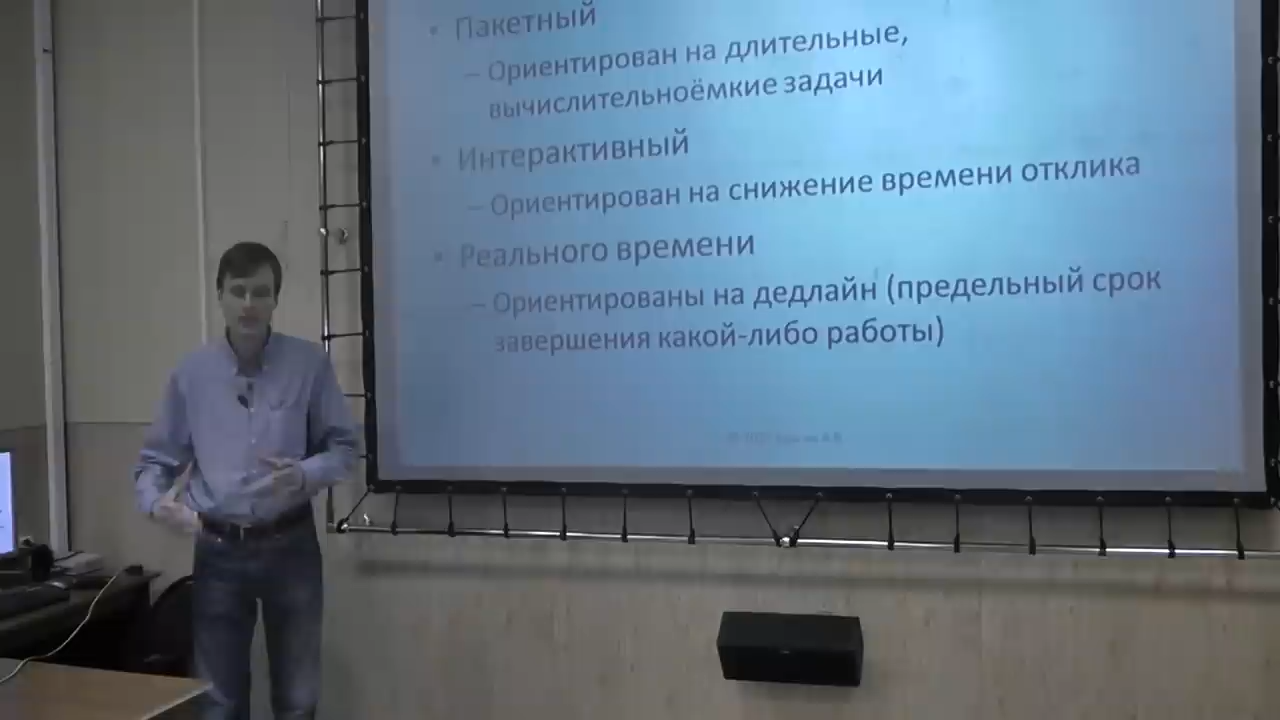 • Пакетный
– Ориентирован на длительные,
вычислительноёмкие задачи
• Интерактивный
– Ориентирован на снижение времени отклика
• Реального времени
– Ориентированы на дедлайн (предельный срок
завершения какой-либо работы)